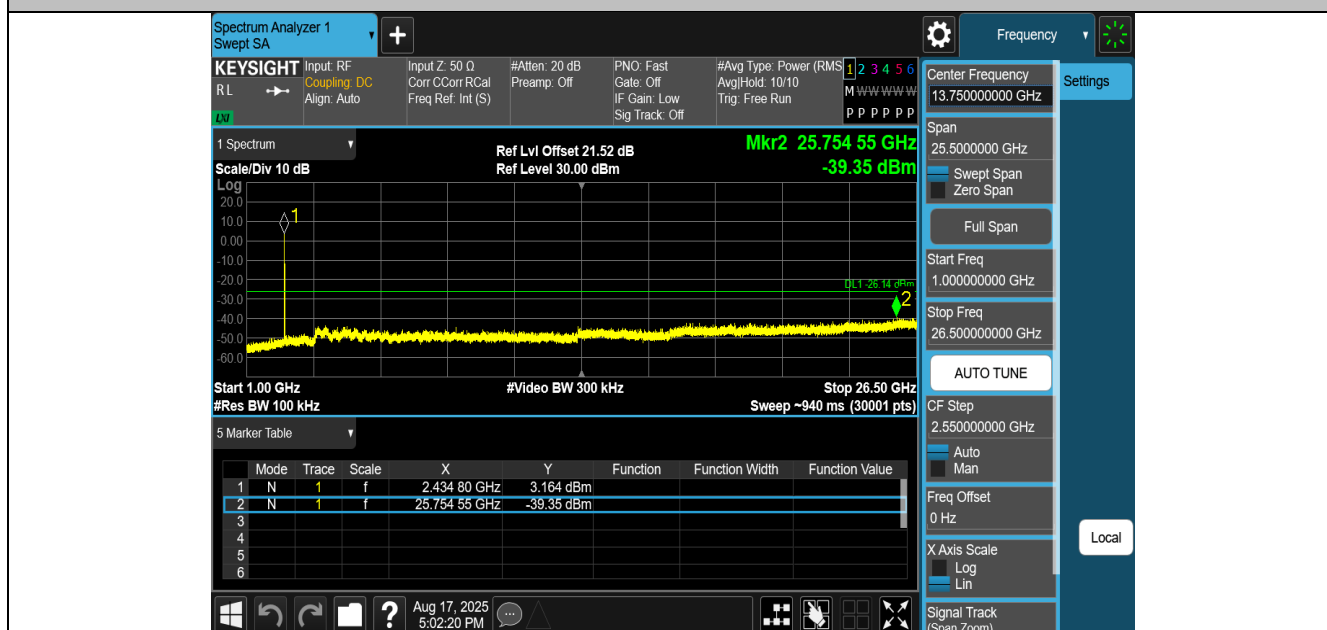 Spectrum Analyzer 1
Swept SA
+
Frequency
KEYSIGHT
RL
LXI
Input: RF
Coupling: DC
Align: Auto
Input Z: 50 Ω
Corr CCorr RCal
Freq Ref: Int (S)
#Atten: 20 dB
Preamp: Off
PNO: Fast
Gate: Off
IF Gain: Low
Sig Track: Off
#Avg Type: Power (RMS
Avg|Hold: 10/10
Trig: Free Run
1 2 3 4 5 6
M W W W W W
P P P P P P
1 Spectrum
Scale/Div 10 dB
Ref Lvl Offset 21.52 dB
Ref Level 30.00 dBm
Mkr2 25.754 55 GHz
-39.35 dBm
Log
20.0
10.0
0.00
-10.0
-20.0
-30.0
-40.0
-50.0
-60.0
1
DL1 -26.14 dBm
2
Start 1.00 GHz
#Video BW 300 kHz
Stop 26.50 GHz
#Res BW 100 kHz
Sweep ~940 ms (30001 pts)
5 Marker Table
Mode Trace Scale X Y Function Function Width Function Value
1 N 1 f 2.434 80 GHz 3.164 dBm
2 N 1 f 25.754 55 GHz -39.35 dBm
3
4
5
6
?
Aug 17, 2025
5:02:20 PM
Center Frequency
13.750000000 GHz
Settings
Span
25.5000000 GHz
Swept Span
Zero Span
Full Span
Start Freq
1.000000000 GHz
Stop Freq
26.500000000 GHz
AUTO TUNE
CF Step
2.550000000 GHz
Auto
Man
Freq Offset
0 Hz
Local
X Axis Scale
Log
Lin
Signal Track
(Span Zoom)